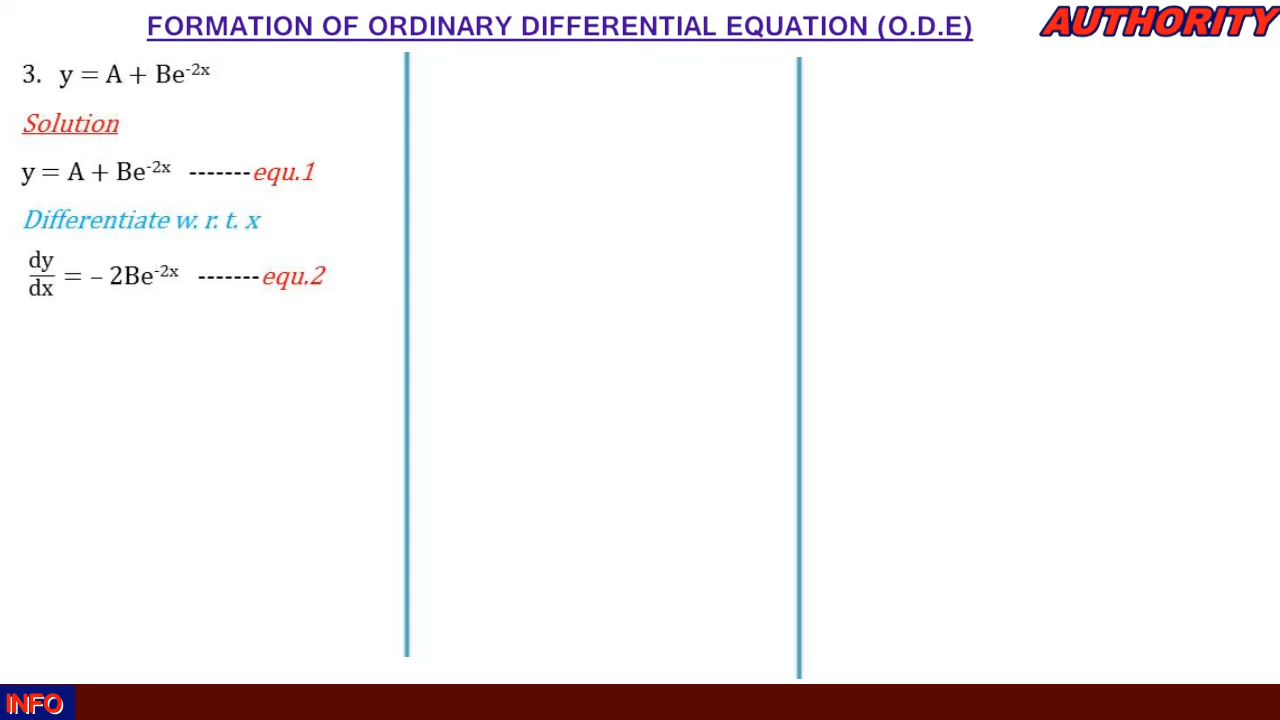 FORMATION OF ORDINARY DIFFERENTIAL EQUATION (O.D.E)
AUTHORITY
3. y = A + Be⁻²ˣ
Solution
y = A + Be⁻²ˣ -------equ.1
Differentiate w. r. t. x
dy/dx = – 2Be⁻²ˣ -------equ.2
INFO